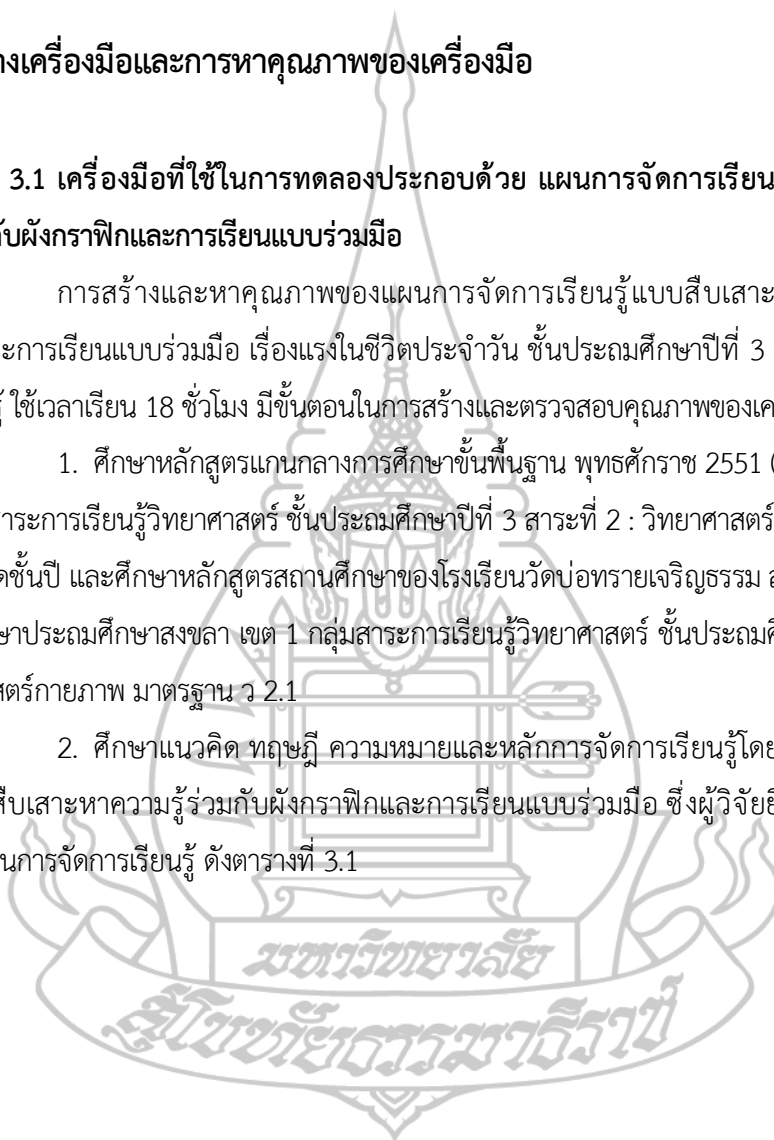 างเครื่องมือและการหาคุณภาพของเครื่องมือ
3.1 เครื่องมือที่ใช้ในการทดลองประกอบด้วย แผนการจัดการเรียน
ับผังกราฟิกและการเรียนแบบร่วมมือ
การสร้างและหาคุณภาพของแผนการจัดการเรียนรู้แบบสืบเสาะ
ะการเรียนแบบร่วมมือ เรื่องแรงในชีวิตประจำวัน ชั้นประถมศึกษาปีที่ 3
ู้ ใช้เวลาเรียน 18 ชั่วโมง มีขั้นตอนในการสร้างและตรวจสอบคุณภาพของเค
1. ศึกษาหลักสูตรแกนกลางการศึกษาขั้นพื้นฐาน พุทธศักราช 2551 (
าระการเรียนรู้วิทยาศาสตร์ ชั้นประถมศึกษาปีที่ 3 สาระที่ 2 : วิทยาศาสตร์
ดชั้นปี และศึกษาหลักสูตรสถานศึกษาของโรงเรียนวัดบ่อทรายเจริญธรรม ส
ษาประถมศึกษาสงขลา เขต 1 กลุ่มสาระการเรียนรู้วิทยาศาสตร์ ชั้นประถมศึ
สตร์กายภาพ มาตรฐาน ว 2.1
2. ศึกษาแนวคิด ทฤษฎี ความหมายและหลักการจัดการเรียนรู้โดย
สืบเสาะหาความรู้ร่วมกับผังกราฟิกและการเรียนแบบร่วมมือ ซึ่งผู้วิจัยยึ
นการจัดการเรียนรู้ ดังตารางที่ 3.1
มหาวิทยาลัย
สุโขทัยธรรมาธิราช